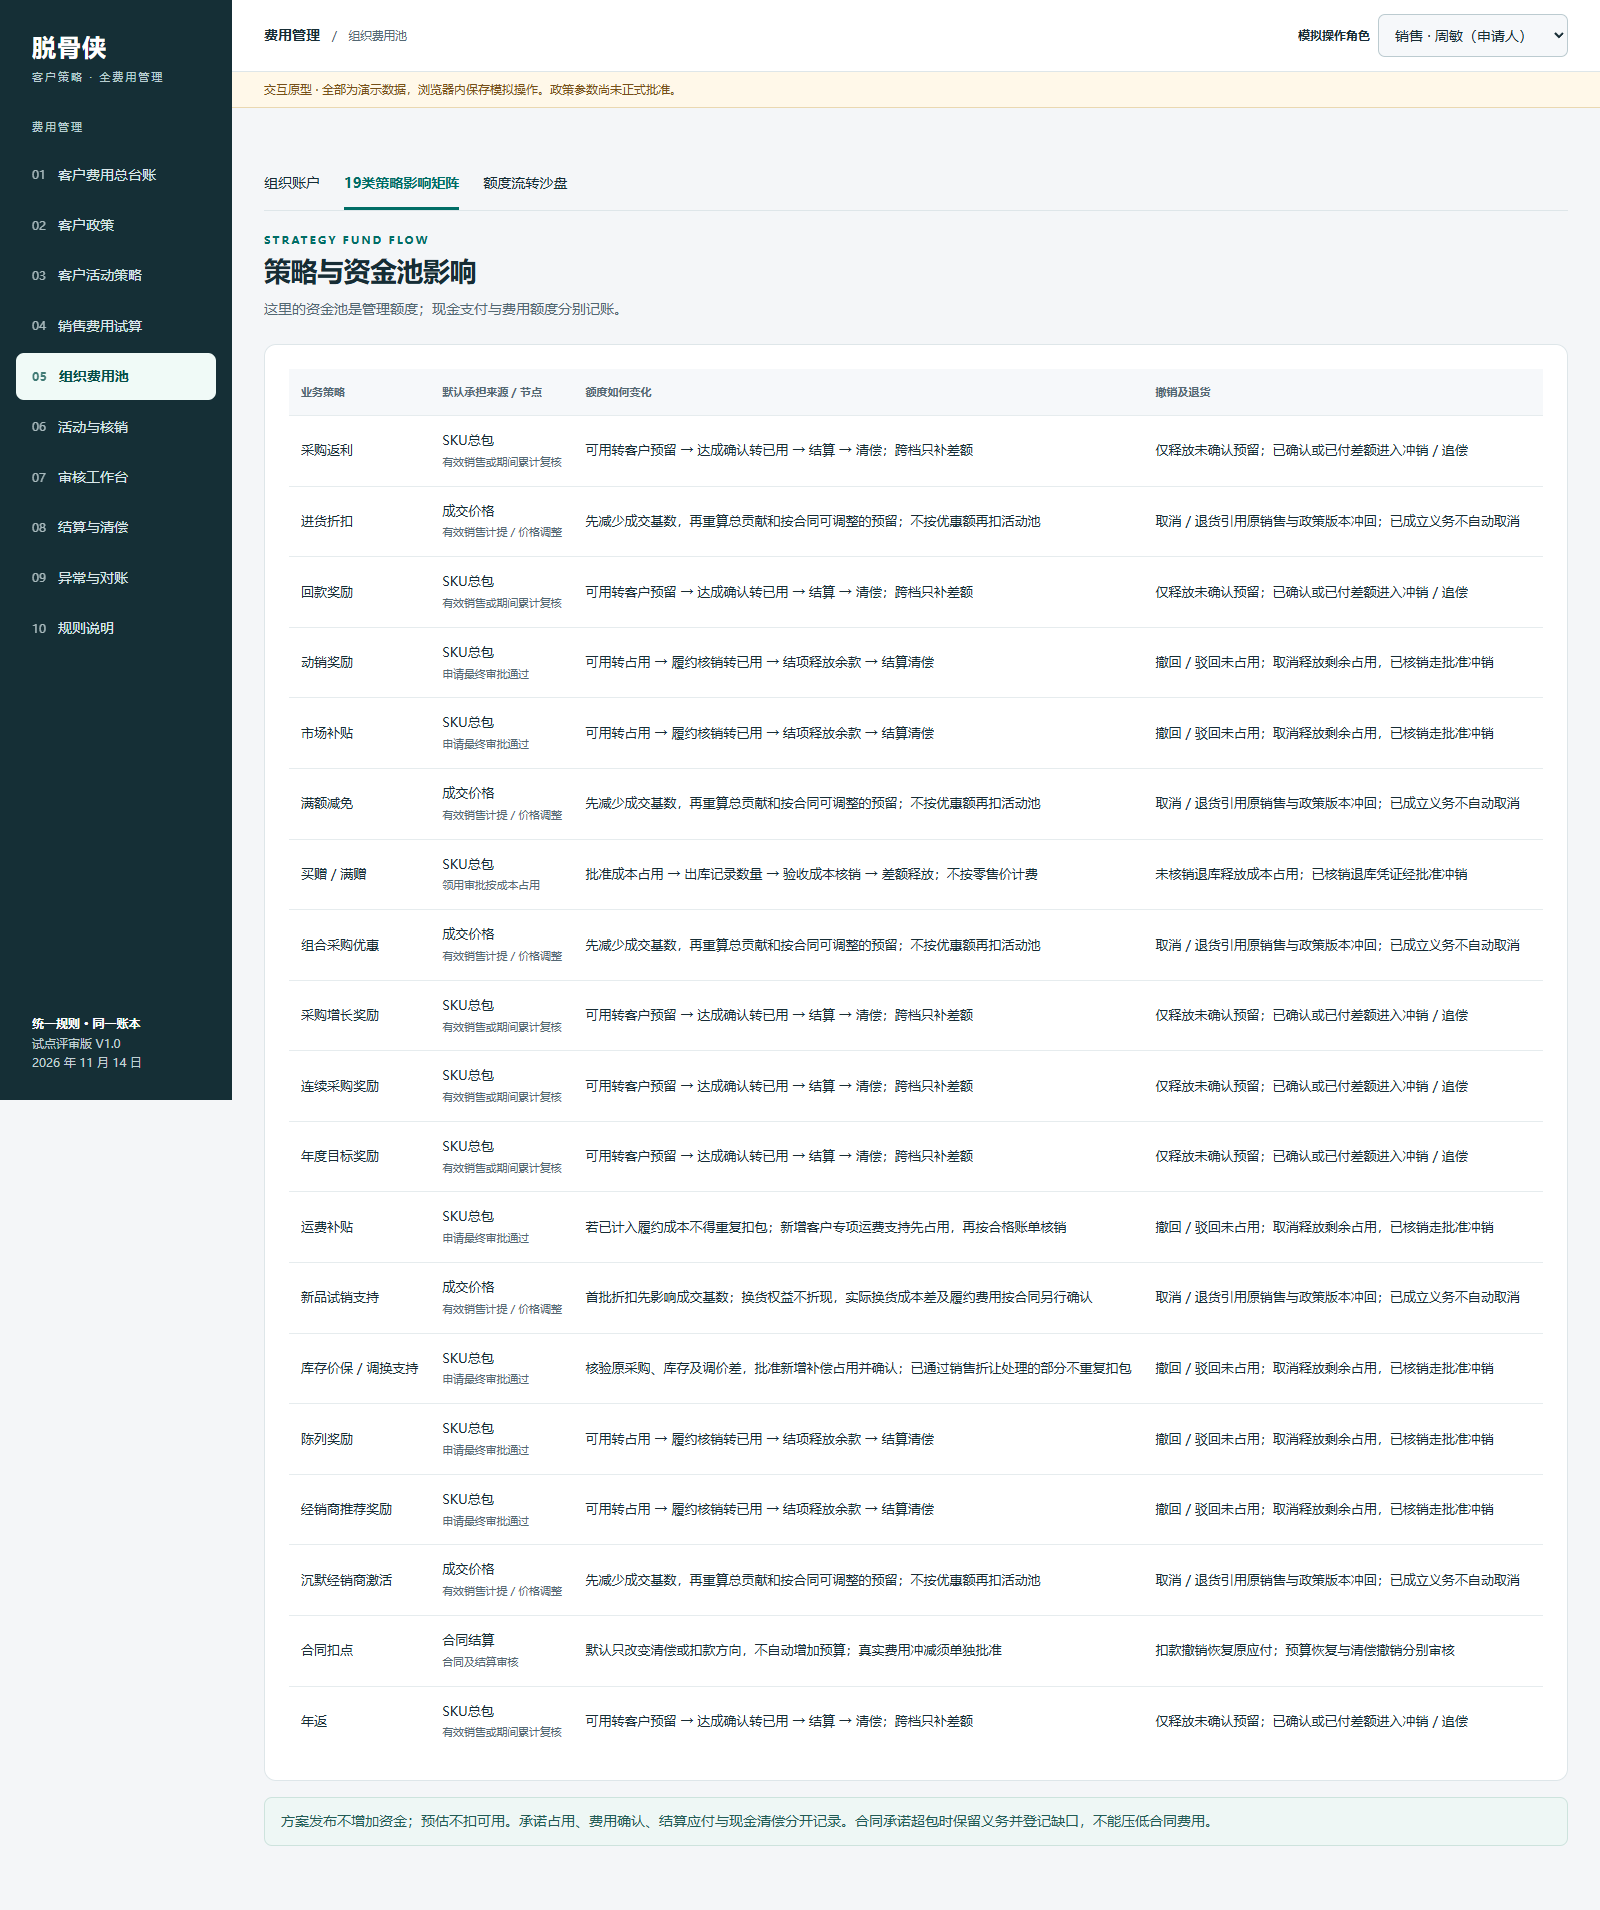 脱骨侠
客户策略 · 全费用管理
费用管理
01 客户费用总台账
02 客户政策
03 客户活动策略
04 销售费用试算
05 组织费用池
06 活动与核销
07 审核工作台
08 结算与清偿
09 异常与对账
10 规则说明
统一规则 · 同一账本
试点评审版 V1.0
2026 年 11 月 14 日
费用管理 / 组织费用池
模拟操作角色 销售 · 周敏（申请人）
交互原型 · 全部为演示数据，浏览器内保存模拟操作。政策参数尚未正式批准。
组织账户 19类策略影响矩阵 额度流转沙盘
STRATEGY FUND FLOW
策略与资金池影响
这里的资金池是管理额度；现金支付与费用额度分别记账。
业务策略 默认承担来源 / 节点 额度如何变化 撤销及退货
采购返利 SKU总包 可用转客户预留 → 达成确认转已用 → 结算 → 清偿；跨档只补差额 仅释放未确认预留；已确认或已付差额进入冲销 / 追偿
有效销售或期间累计复核
进货折扣 成交价格 先减少成交基数，再重算总贡献和按合同可调整的预留；不按优惠额再扣活动池 取消 / 退货引用原销售与政策版本冲回；已成立义务不自动取消
有效销售计提 / 价格调整
回款奖励 SKU总包 可用转客户预留 → 达成确认转已用 → 结算 → 清偿；跨档只补差额 仅释放未确认预留；已确认或已付差额进入冲销 / 追偿
有效销售或期间累计复核
动销奖励 SKU总包 可用转占用 → 履约核销转已用 → 结项释放余款 → 结算清偿 撤回 / 驳回未占用；取消释放剩余占用，已核销走批准冲销
申请最终审批通过
市场补贴 SKU总包 可用转占用 → 履约核销转已用 → 结项释放余款 → 结算清偿 撤回 / 驳回未占用；取消释放剩余占用，已核销走批准冲销
申请最终审批通过
满额减免 成交价格 先减少成交基数，再重算总贡献和按合同可调整的预留；不按优惠额再扣活动池 取消 / 退货引用原销售与政策版本冲回；已成立义务不自动取消
有效销售计提 / 价格调整
买赠 / 满赠 SKU总包 批准成本占用 → 出库记录数量 → 验收成本核销 → 差额释放；不按零售价计费 未核销退库释放成本占用；已核销退库凭证经批准冲销
领用审批按成本占用
组合采购优惠 成交价格 先减少成交基数，再重算总贡献和按合同可调整的预留；不按优惠额再扣活动池 取消 / 退货引用原销售与政策版本冲回；已成立义务不自动取消
有效销售计提 / 价格调整
采购增长奖励 SKU总包 可用转客户预留 → 达成确认转已用 → 结算 → 清偿；跨档只补差额 仅释放未确认预留；已确认或已付差额进入冲销 / 追偿
有效销售或期间累计复核
连续采购奖励 SKU总包 可用转客户预留 → 达成确认转已用 → 结算 → 清偿；跨档只补差额 仅释放未确认预留；已确认或已付差额进入冲销 / 追偿
有效销售或期间累计复核
年度目标奖励 SKU总包 可用转客户预留 → 达成确认转已用 → 结算 → 清偿；跨档只补差额 仅释放未确认预留；已确认或已付差额进入冲销 / 追偿
有效销售或期间累计复核
运费补贴 SKU总包 若已计入履约成本不得重复扣包；新增客户专项运费支持先占用，再按合格账单核销 撤回 / 驳回未占用；取消释放剩余占用，已核销走批准冲销
申请最终审批通过
新品试销支持 成交价格 首批折扣先影响成交基数；换货权益不折现，实际换货成本差及履约费用按合同另行确认 取消 / 退货引用原销售与政策版本冲回；已成立义务不自动取消
有效销售计提 / 价格调整
库存价保 / 调换支持 SKU总包 核验原采购、库存及调价差，批准新增补偿占用并确认；已通过销售折让处理的部分不重复扣包 撤回 / 驳回未占用；取消释放剩余占用，已核销走批准冲销
申请最终审批通过
陈列奖励 SKU总包 可用转占用 → 履约核销转已用 → 结项释放余款 → 结算清偿 撤回 / 驳回未占用；取消释放剩余占用，已核销走批准冲销
申请最终审批通过
经销商推荐奖励 SKU总包 可用转占用 → 履约核销转已用 → 结项释放余款 → 结算清偿 撤回 / 驳回未占用；取消释放剩余占用，已核销走批准冲销
申请最终审批通过
沉默经销商激活 成交价格 先减少成交基数，再重算总贡献和按合同可调整的预留；不按优惠额再扣活动池 取消 / 退货引用原销售与政策版本冲回；已成立义务不自动取消
有效销售计提 / 价格调整
合同扣点 合同结算 默认只改变清偿或扣款方向，不自动增加预算；真实费用冲减须单独批准 扣款撤销恢复原应付；预算恢复与清偿撤销分别审核
合同及结算审核
年返 SKU总包 可用转客户预留 → 达成确认转已用 → 结算 → 清偿；跨档只补差额 仅释放未确认预留；已确认或已付差额进入冲销 / 追偿
有效销售或期间累计复核
方案发布不增加资金；预估不扣可用。承诺占用、费用确认、结算应付与现金清偿分开记录。合同承诺超包时保留义务并登记缺口，不能压低合同费用。